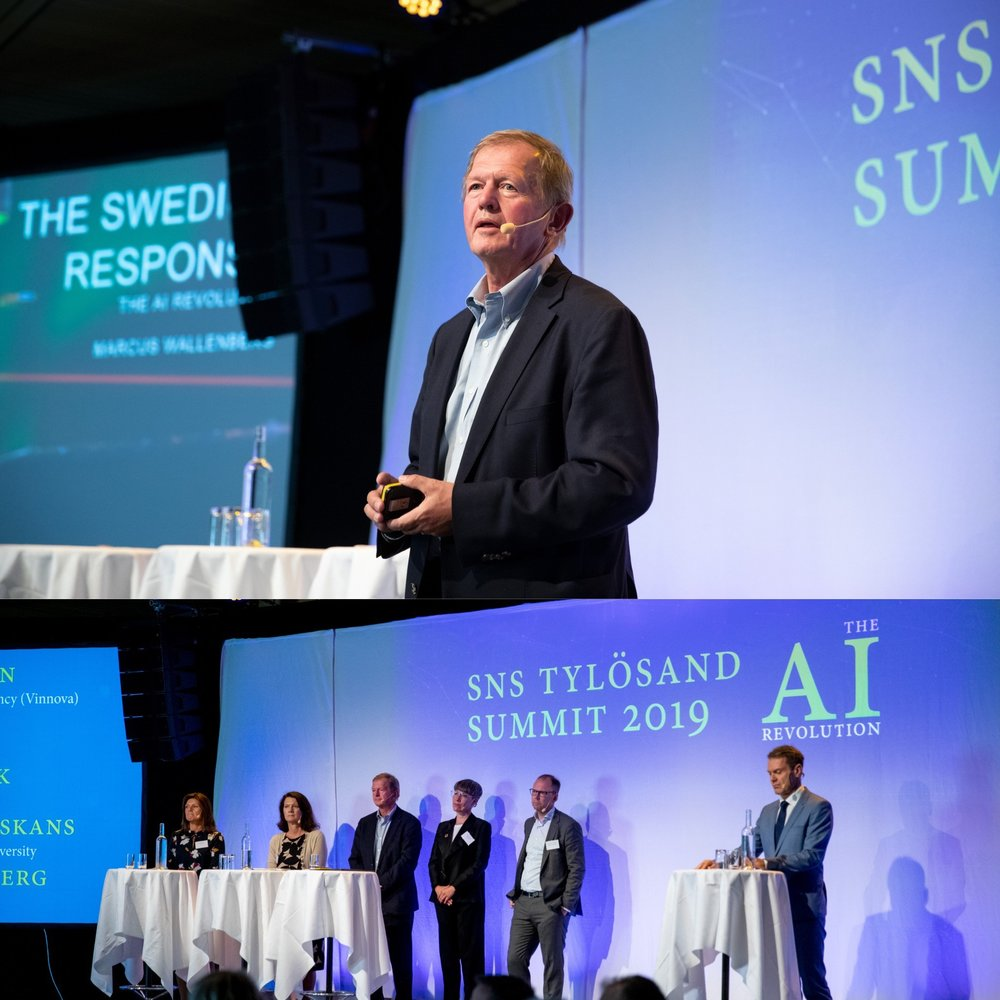 THE SWEDI
RESPONS
THE AI REVOLU
MARCUS WALLENBERG
SNS
SUM
N
ncy (Vinnova)
K
SKANS
versity
ERG
SNS TYLÖSAND
SUMMIT 2019
THE
AI
REVOLUTION